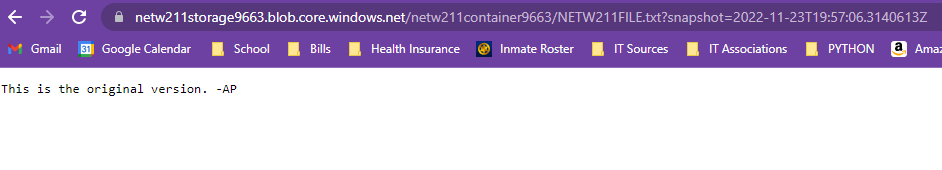 netw211storage9663.blob.core.windows.net/netw211container9663/NETW211FILE.txt?snapshot=2022-11-23T19:57:06.3140613Z
Gmail 31 Google Calendar School Bills Health Insurance Inmate Roster IT Sources IT Associations PYTHON a Amaz
This is the original version. -AP